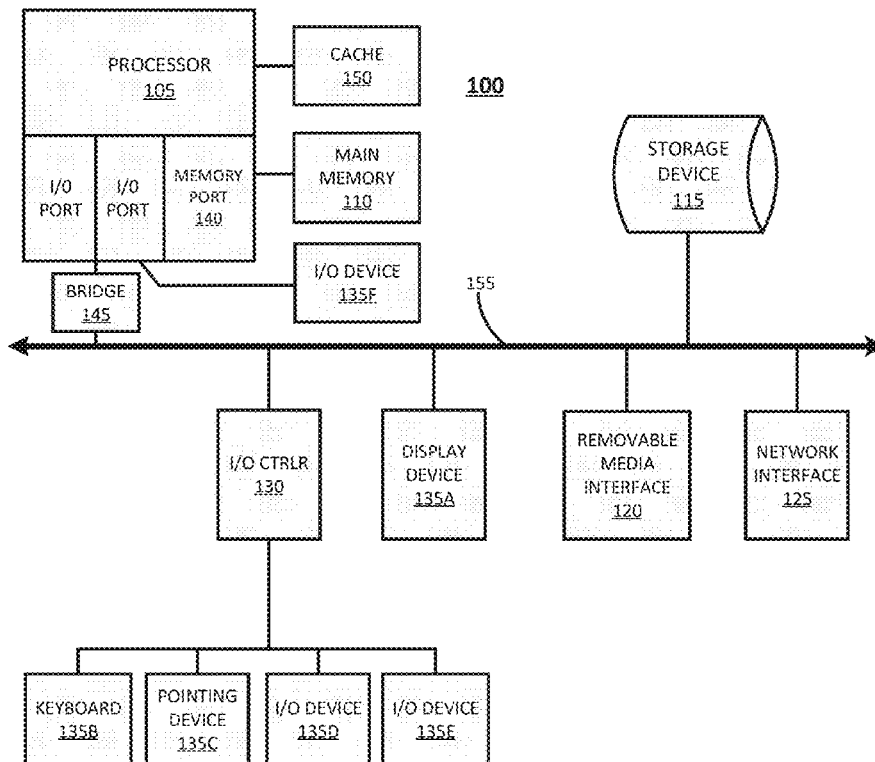 PROCESSOR
105
CACHE
150
100
I/O
PORT
I/O
PORT
MEMORY
PORT
140
MAIN
MEMORY
110
STORAGE
DEVICE
115
I/O DEVICE
135F
BRIDGE
145
155
I/O CTRLR
130
DISPLAY
DEVICE
135A
REMOVABLE
MEDIA
INTERFACE
120
NETWORK
INTERFACE
125
KEYBOARD
135B
POINTING
DEVICE
135C
I/O DEVICE
135D
I/O DEVICE
135E